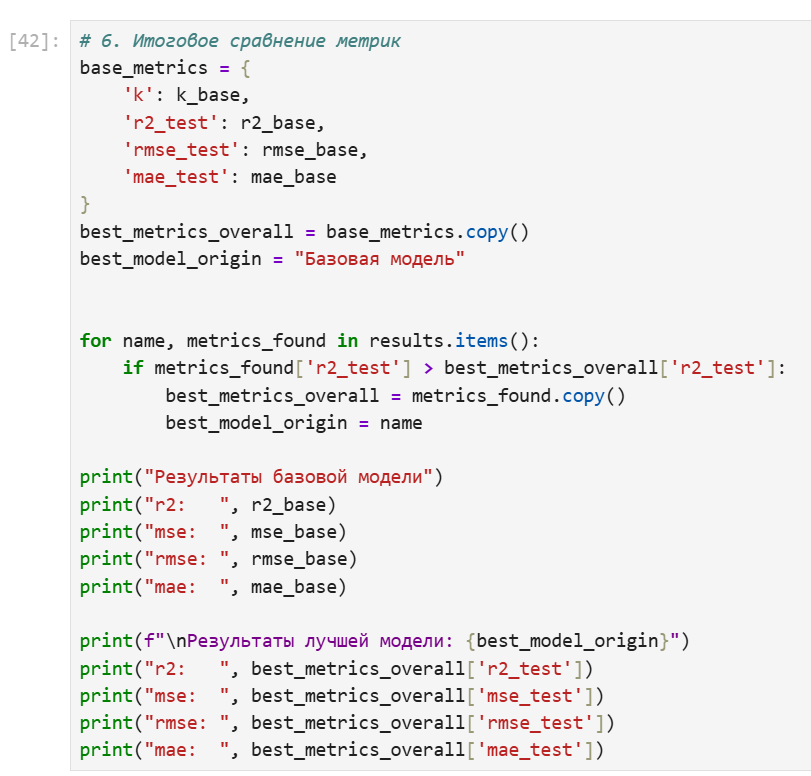 [42]: # 6. Итоговое сравнение метрик
base_metrics = {
    'k': k_base,
    'r2_test': r2_base,
    'rmse_test': rmse_base,
    'mae_test': mae_base
}
best_metrics_overall = base_metrics.copy()
best_model_origin = "Базовая модель"
for name, metrics_found in results.items():
    if metrics_found['r2_test'] > best_metrics_overall['r2_test']:
        best_metrics_overall = metrics_found.copy()
        best_model_origin = name
print("Результаты базовой модели")
print("r2:   ", r2_base)
print("mse:  ", mse_base)
print("rmse: ", rmse_base)
print("mae:  ", mae_base)
print(f"\nРезультаты лучшей модели: {best_model_origin}")
print("r2:   ", best_metrics_overall['r2_test'])
print("mse:  ", best_metrics_overall['mse_test'])
print("rmse: ", best_metrics_overall['rmse_test'])
print("mae:  ", best_metrics_overall['mae_test'])